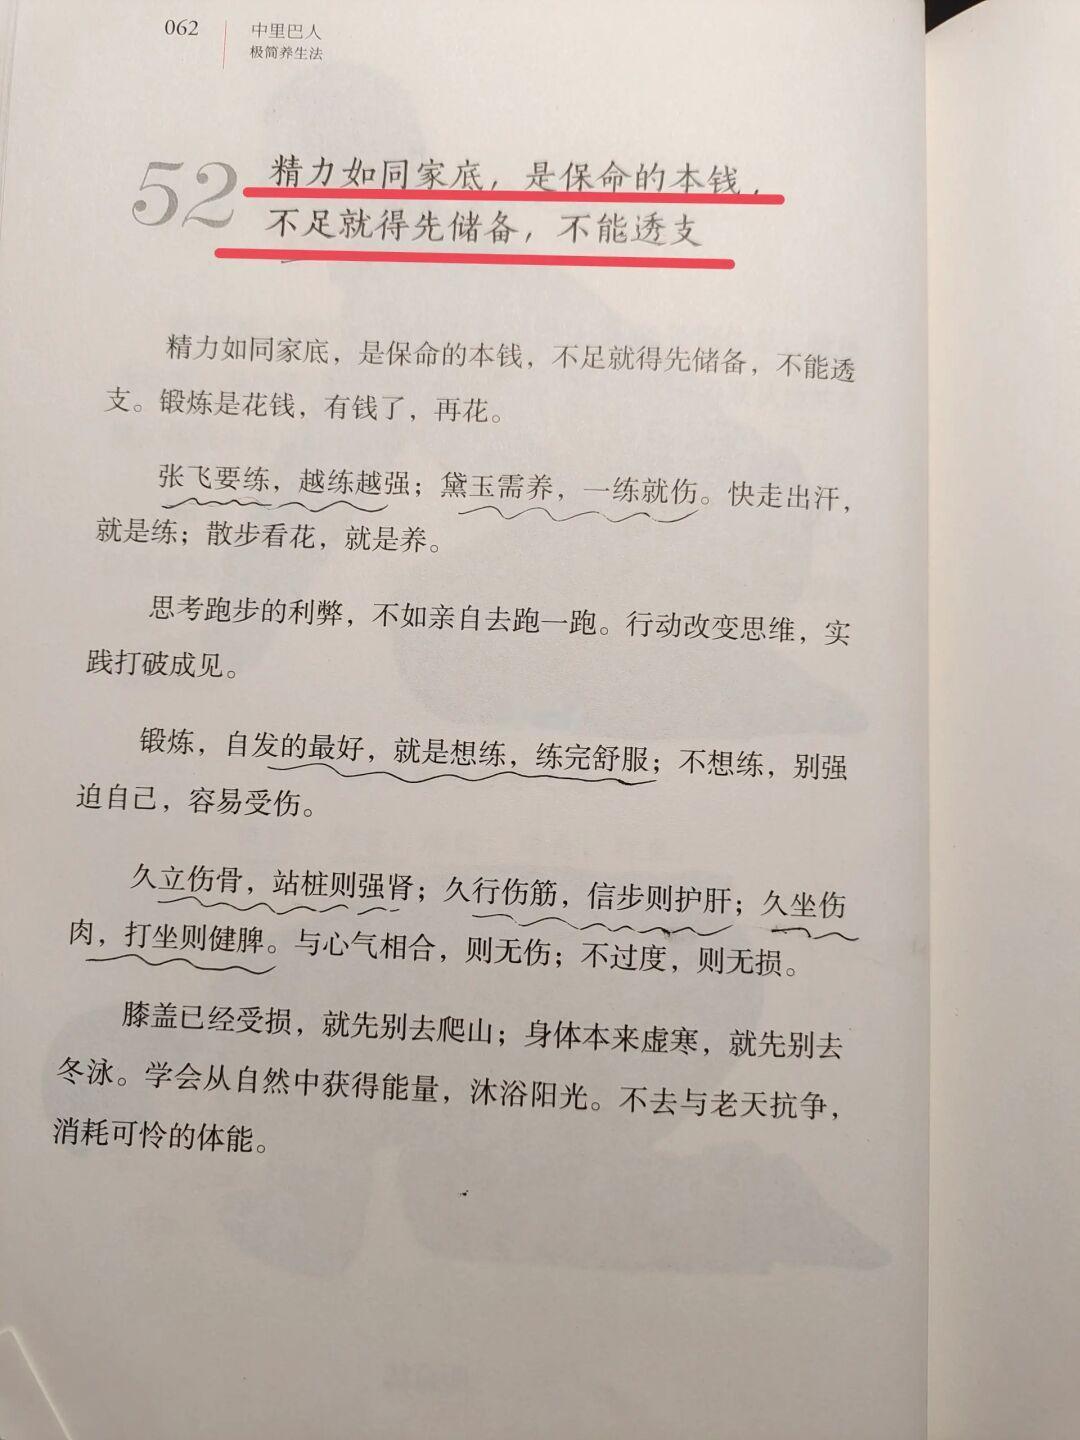 062
中里巴人
极简养生法
52
精力如同家底，是保命的本钱，
不足就得先储备，不能透支
精力如同家底，是保命的本钱，不足就得先储备，不能透
支。锻炼是花钱，有钱了，再花。
张飞要练，越练越强；黛玉需养，一练就伤。快走出汗，
就是练；散步看花，就是养。
思考跑步的利弊，不如亲自去跑一跑。行动改变思维，实
践打破成见。
锻炼，自发的最好，就是想练，练完舒服；不想练，别强
迫自己，容易受伤。
久立伤骨，站桩则强肾；久行伤筋，信步则护肝；久坐伤
肉，打坐则健脾。与心气相合，则无伤；不过度，则无损。
膝盖已经受损，就先别去爬山；身体本来虚寒，就先别去
冬泳。学会从自然中获得能量，沐浴阳光。不去与老天抗争，
消耗可怜的体能。